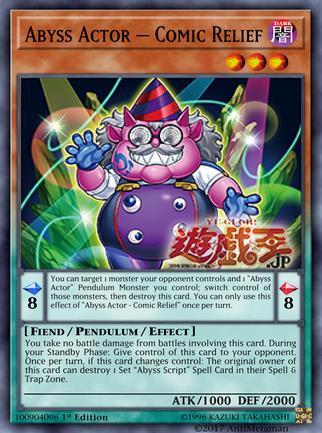 Abyss Actor – Comic Relief
DARK
闇
YU-GI-OH!
遊戯王.JP
You can target 1 monster your opponent controls and 1 "Abyss
Actor" Pendulum Monster you control; switch control of
those monsters, then destroy this card. You can only use this
effect of "Abyss Actor - Comic Relief" once per turn.
8
8
[ Fiend / Pendulum / Effect ]
You take no battle damage from battles involving this card. During
your Standby Phase: Give control of this card to your opponent.
Once per turn, if this card changes control: The original owner of
this card can destroy 1 Set "Abyss Script" Spell Card in their Spell &
Trap Zone.
ATK/1000 DEF/2000
100904096 1st Edition
©1996 KAZUKI TAKAHASHI
©2017 AntiMetaman